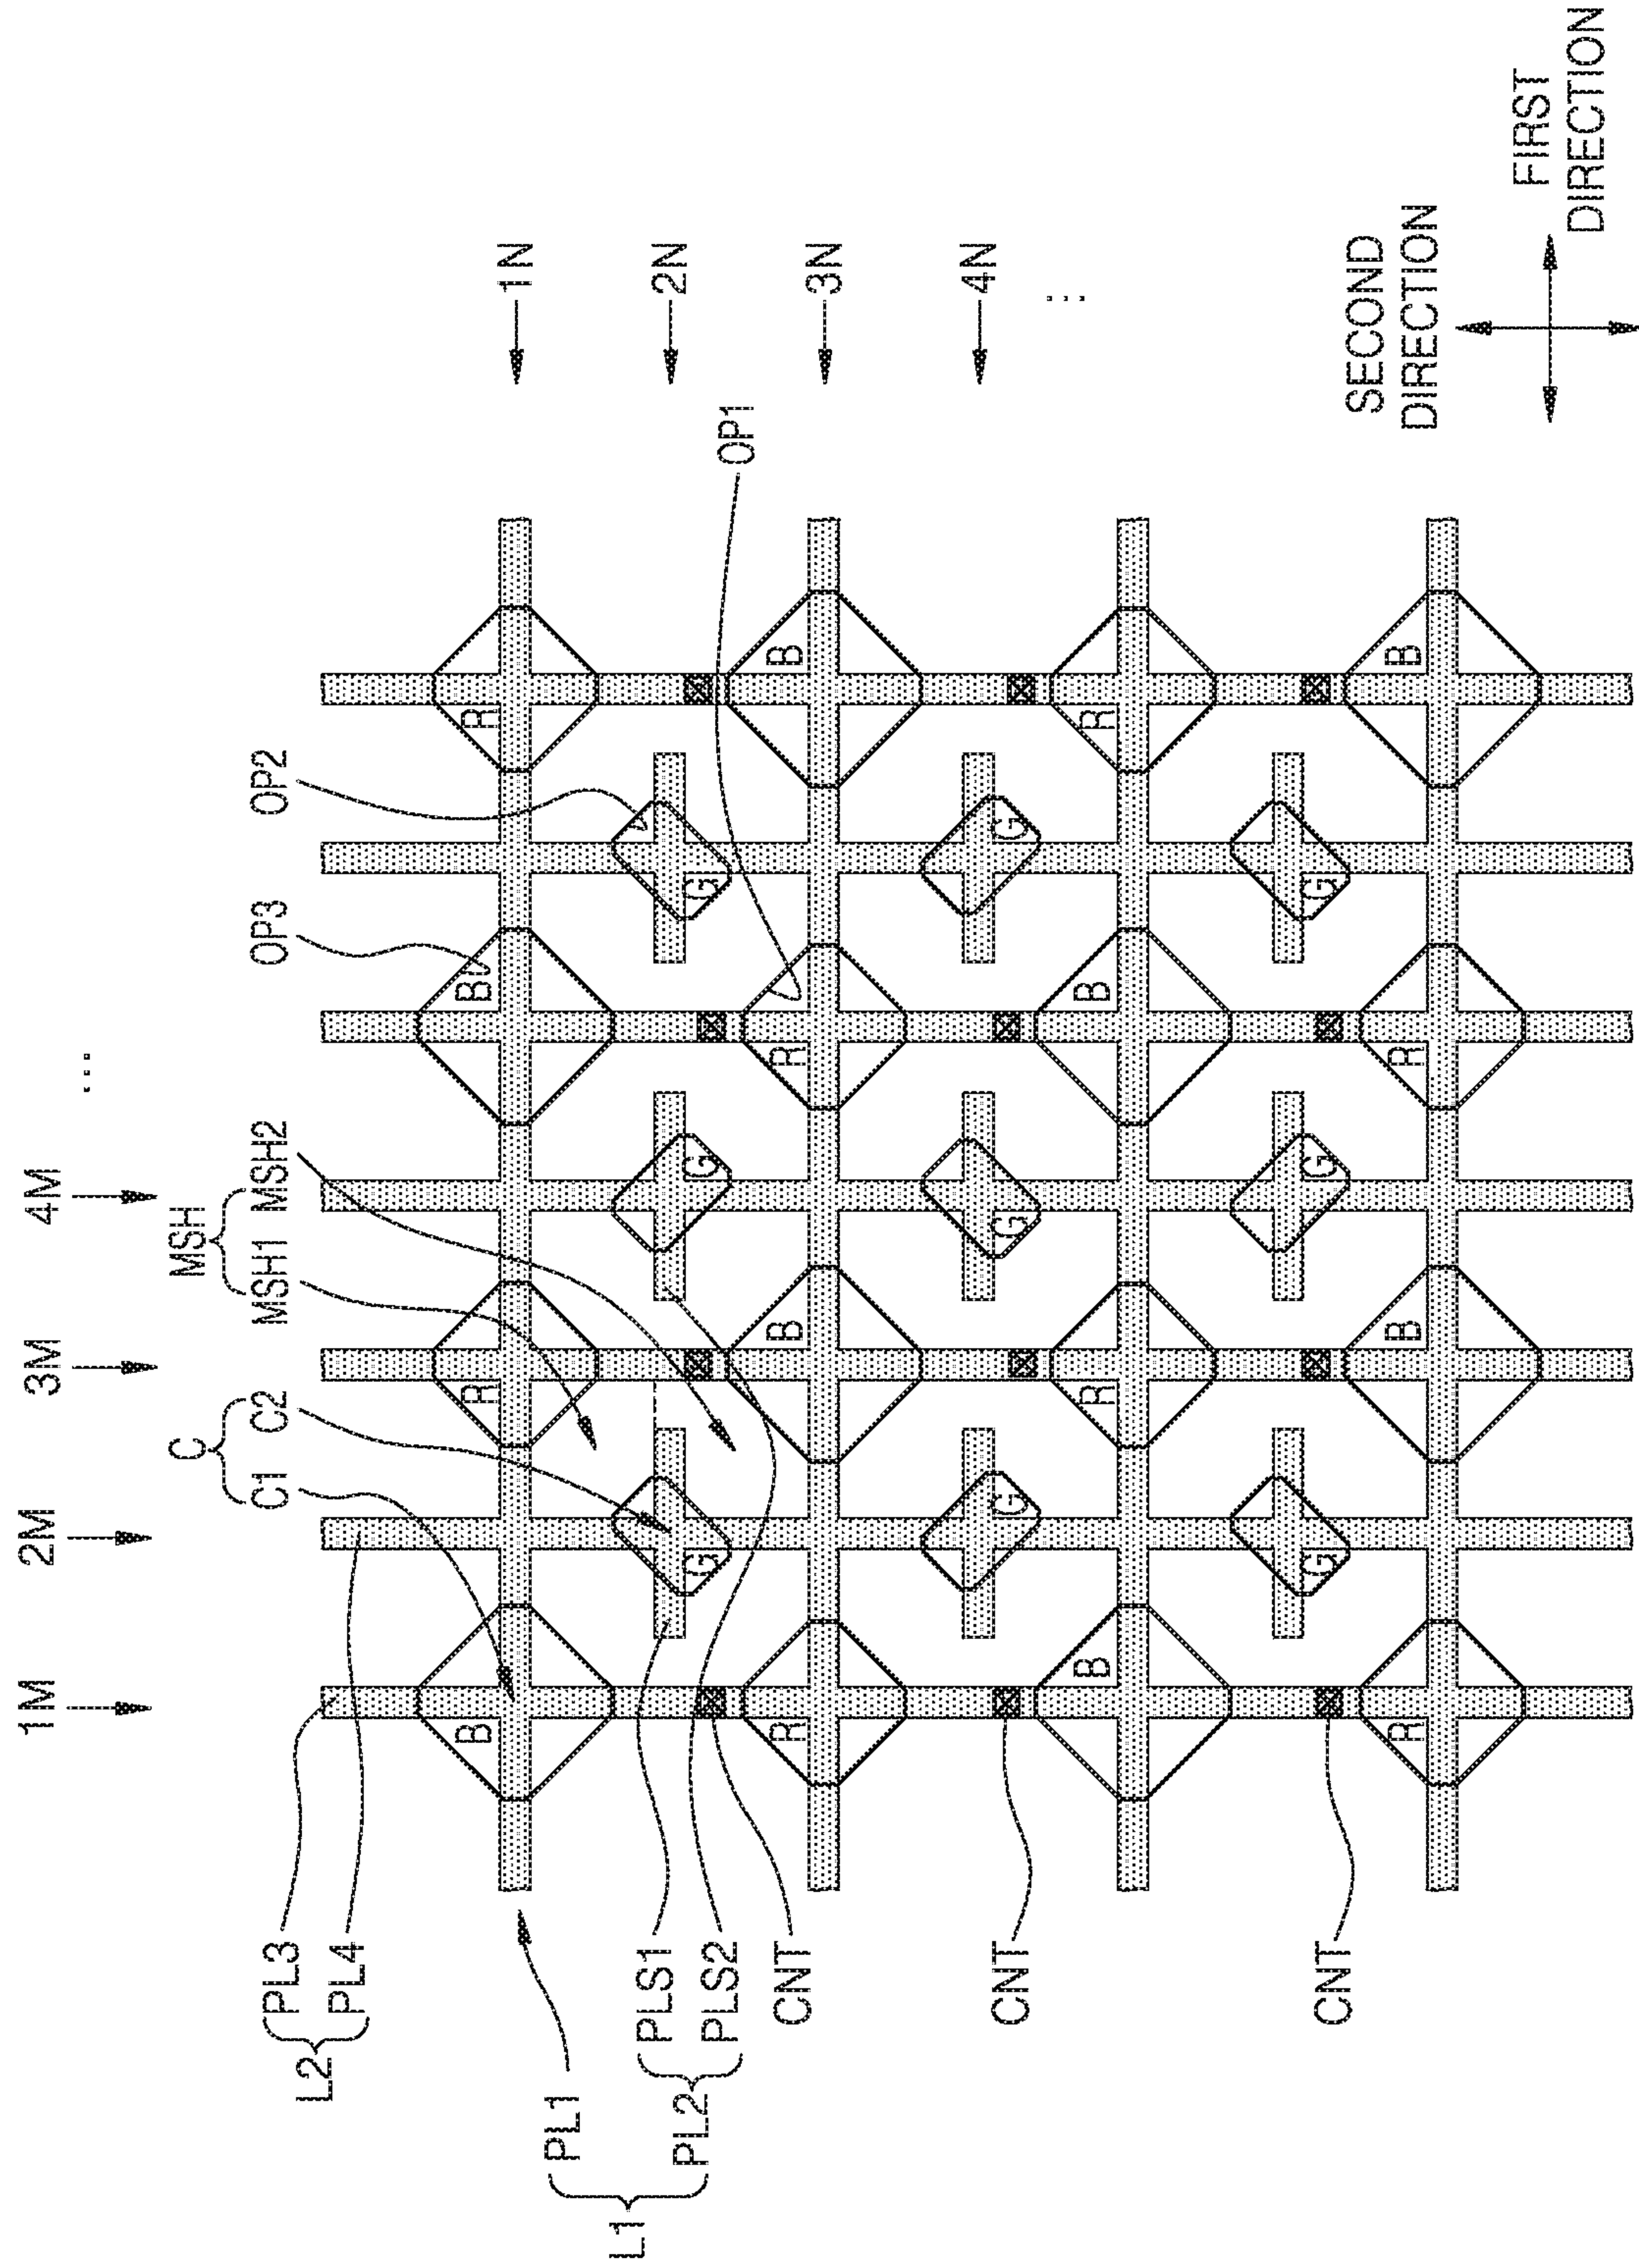 1M 2M 3M 4M ...
C MSH
PL3 C1 C2 MSH1 MSH2 OP3 OP2
L2
PL4
B R B R
1N
PL1
L1
PLS1 2N
PL2
G G G
PLS2
OP1
R B R B
CNT 3N
4N
CNT G G G
...
B R B R
G G G
CNT
SECOND
DIRECTION
R B R B
FIRST
DIRECTION